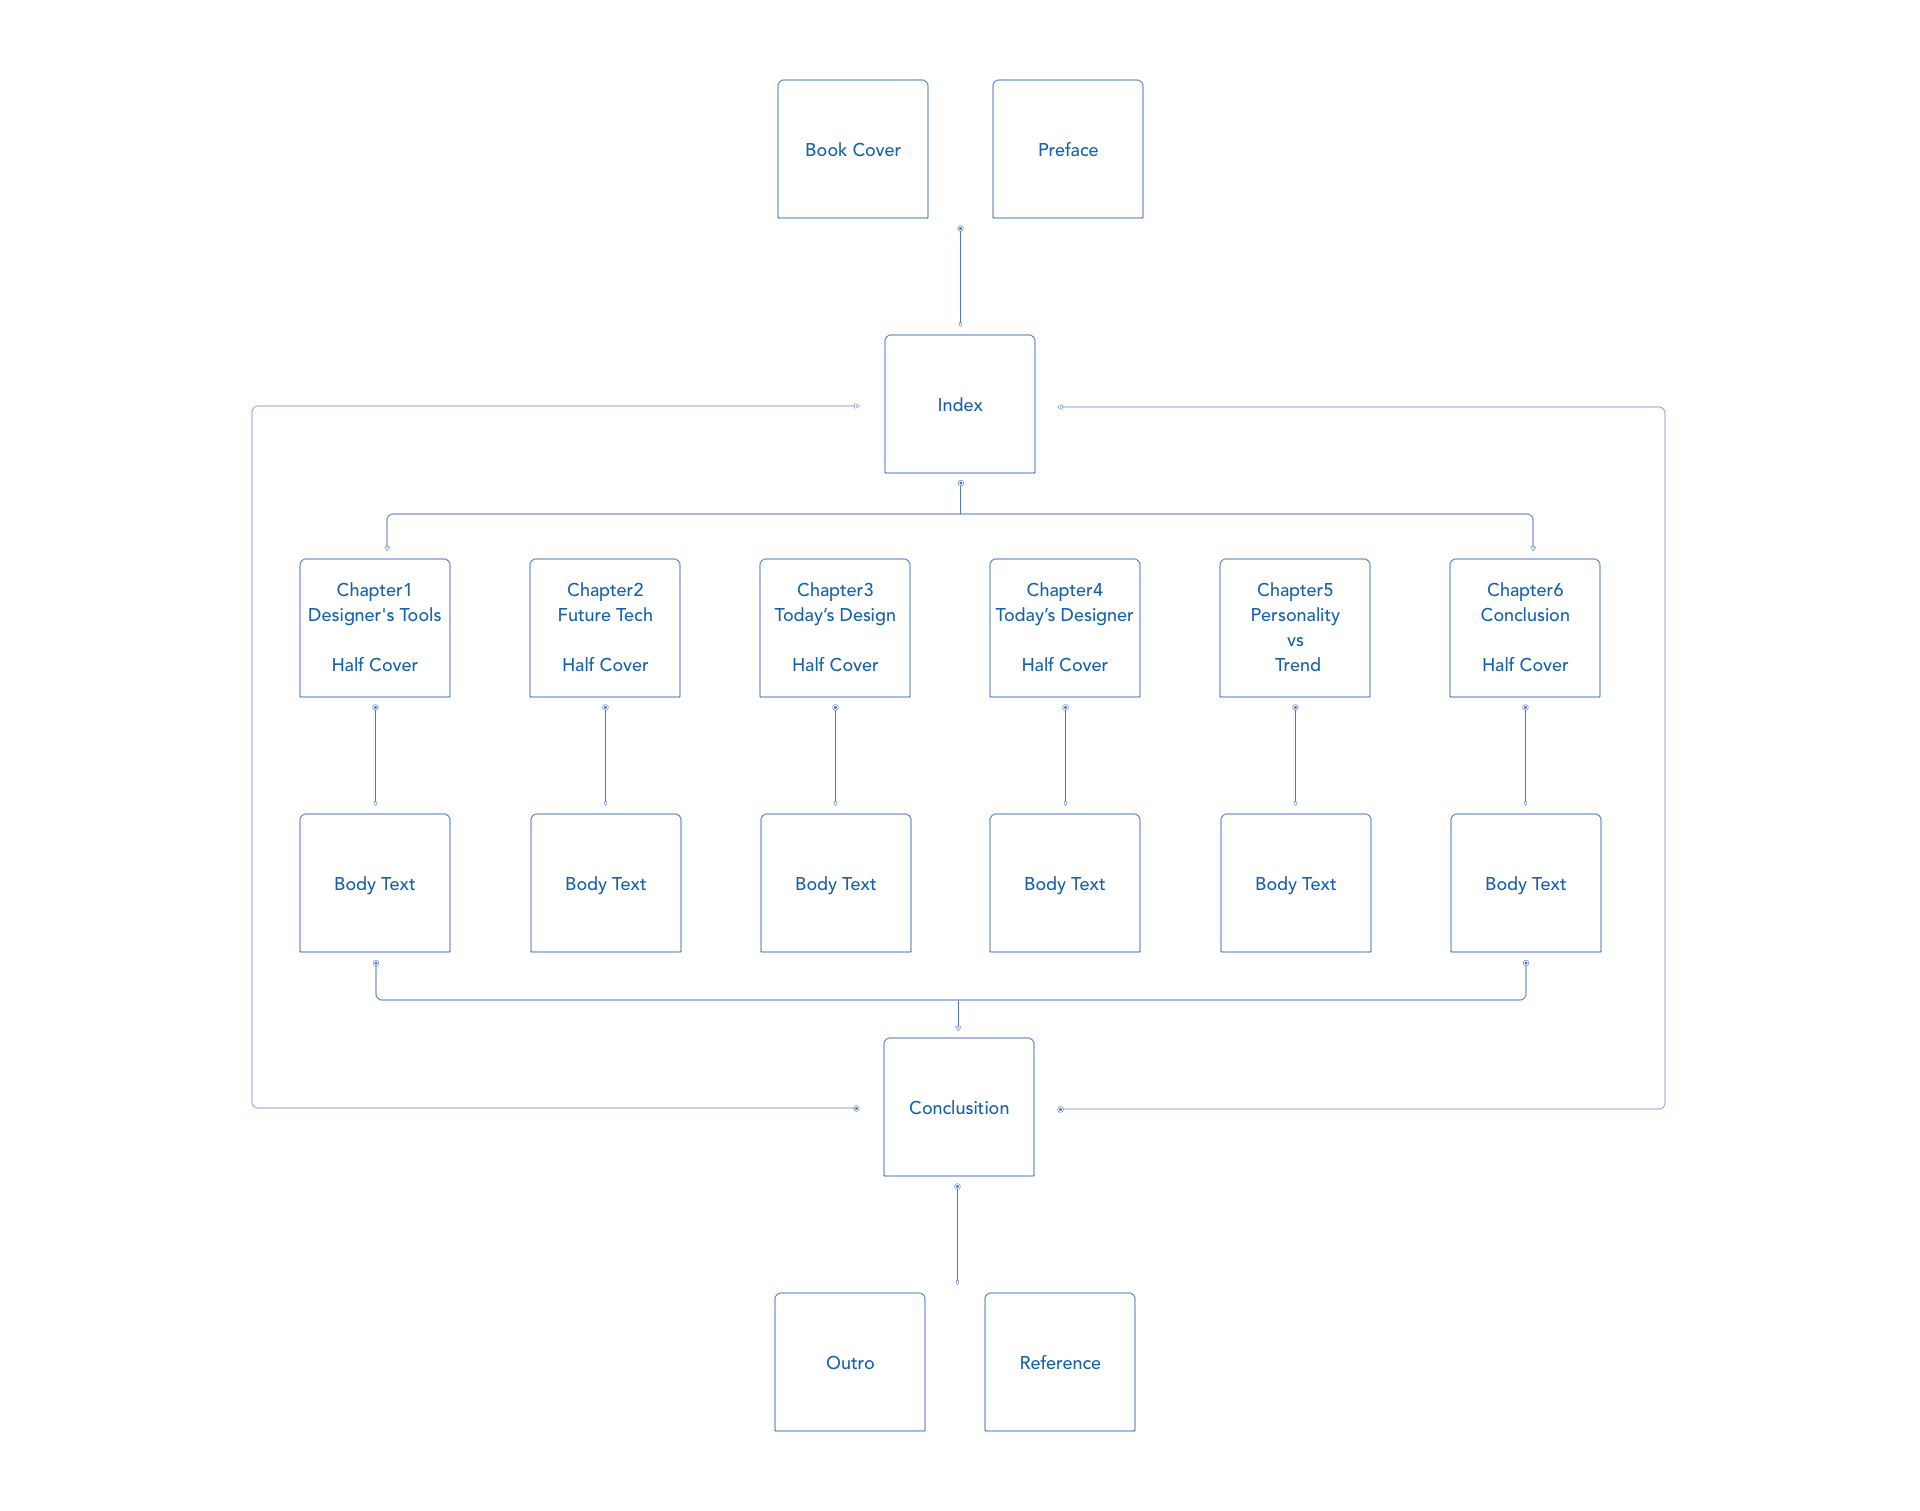 Book Cover
Preface
Index
Chapter1
Designer's Tools
Half Cover
Chapter2
Future Tech
Half Cover
Chapter3
Today’s Design
Half Cover
Chapter4
Today’s Designer
Half Cover
Chapter5
Personality
vs
Trend
Chapter6
Conclusion
Half Cover
Body Text
Body Text
Body Text
Body Text
Body Text
Body Text
Conclusition
Outro
Reference